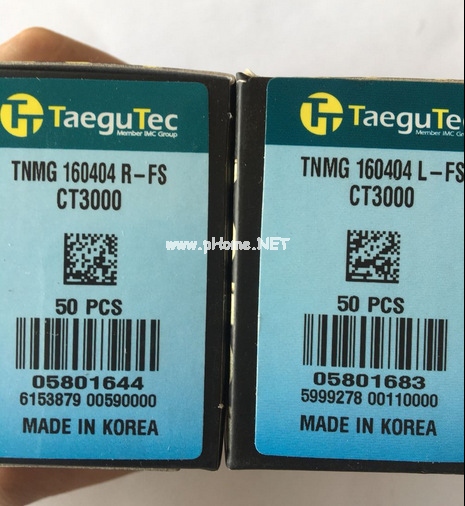 TaeguTec
Member IMC Group
TNMG 160404 R-FS
CT3000
50 PCS
05801644
6153879 00590000
MADE IN KOREA
TaeguTec
Member IMC Group
TNMG 160404 L-FS
CT3000
50 PCS
05801683
5999278 00110000
MADE IN KOREA
www.pHome.NET